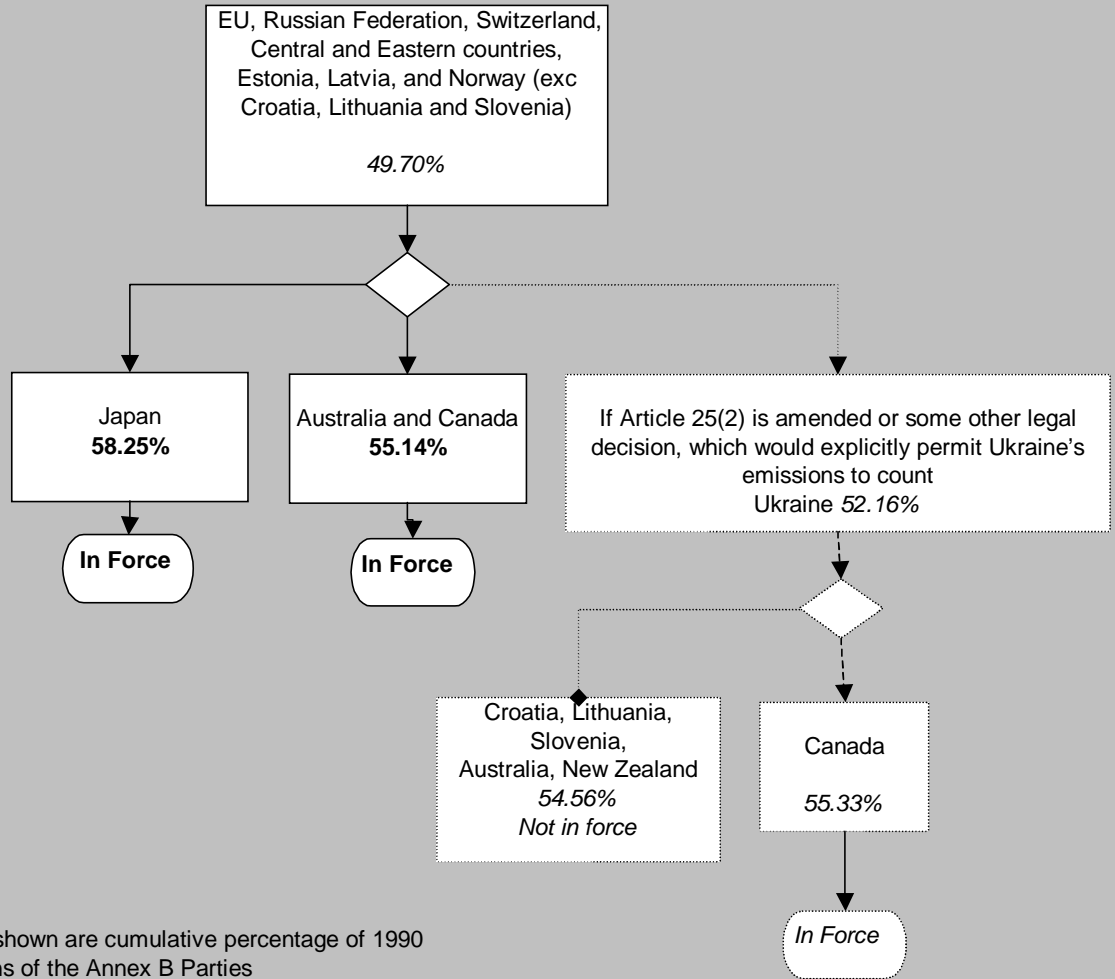 EU, Russian Federation, Switzerland,
Central and Eastern countries,
Estonia, Latvia, and Norway (exc
Croatia, Lithuania and Slovenia)
49.70%
Japan
58.25%
Australia and Canada
55.14%
If Article 25(2) is amended or some other legal
decision, which would explicitly permit Ukraine's
emissions to count
Ukraine 52.16%
In Force
In Force
Croatia, Lithuania,
Slovenia,
Australia, New Zealand
54.56%
Not in force
Canada
55.33%
In Force
shown are cumulative percentage of 1990
of the Annex B Parties